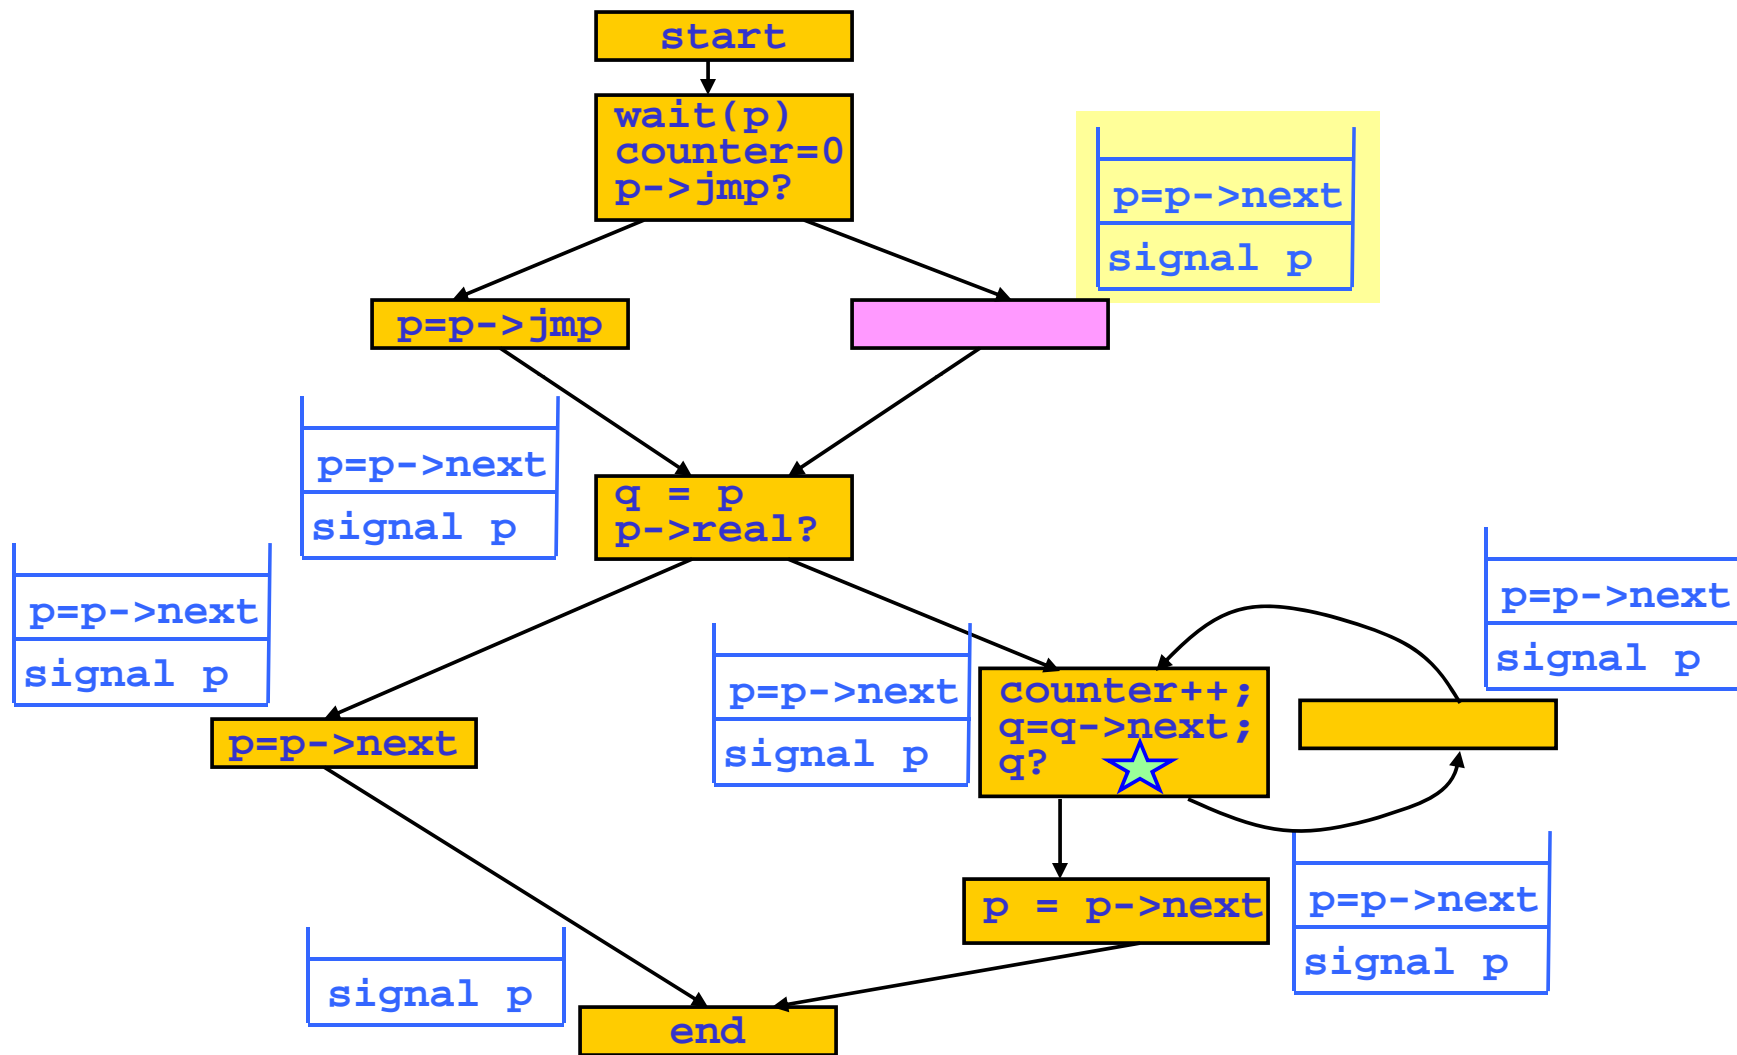 start
wait(p)
counter=0
p->jmp?
p=p->next
signal p
p=p->jmp
p=p->next
signal p
q = p
p->real?
p=p->next
signal p
p=p->next
signal p
p=p->next
signal p
p=p->next
counter++;
q=q->next;
q?
p = p->next
p=p->next
signal p
signal p
end